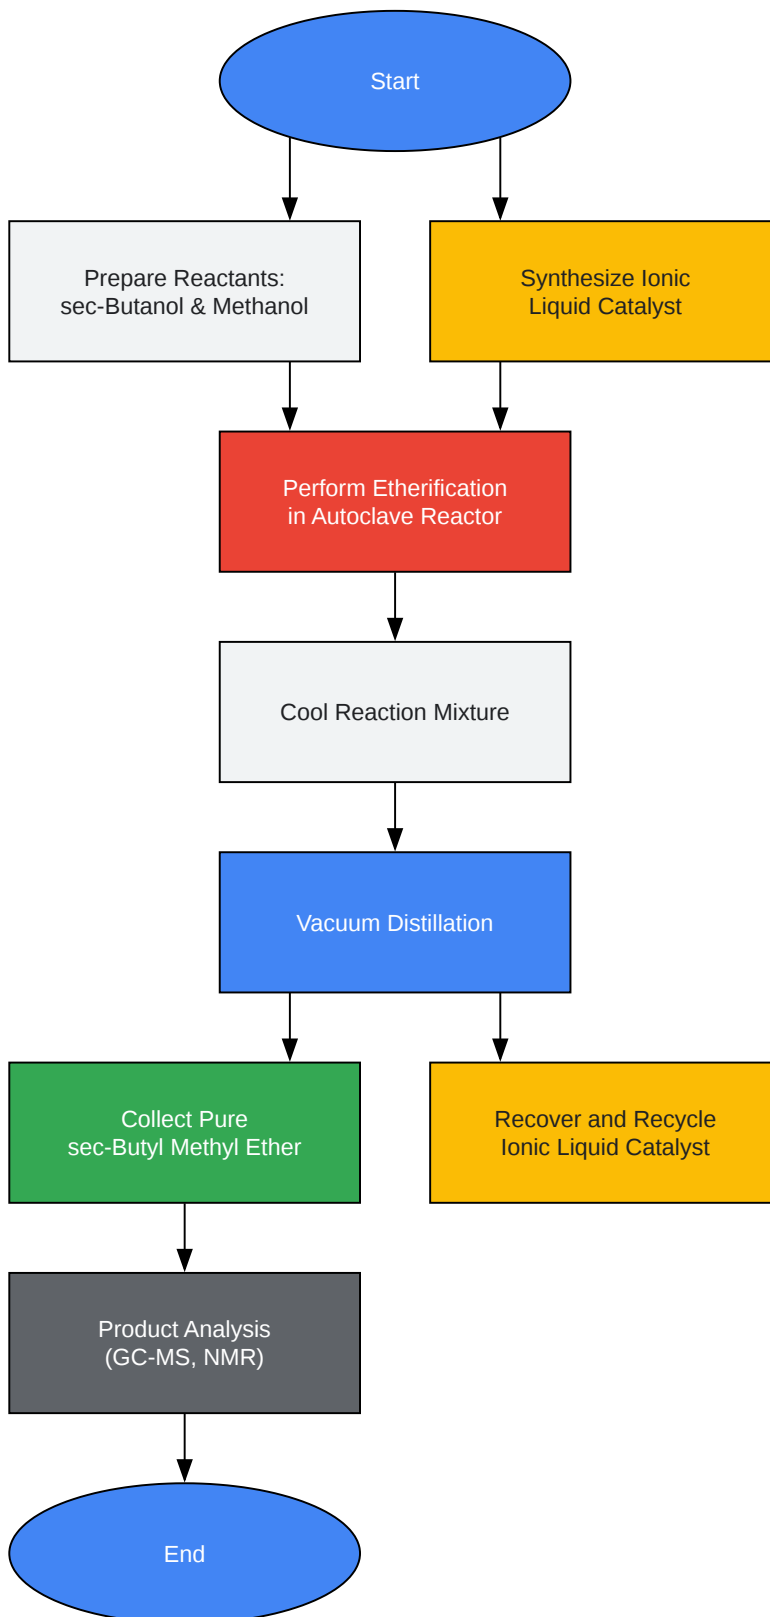 Start
Prepare Reactants:
sec-Butanol & Methanol
Synthesize Ionic
Liquid Catalyst
Perform Etherification
in Autoclave Reactor
Cool Reaction Mixture
Vacuum Distillation
Collect Pure
sec-Butyl Methyl Ether
Recover and Recycle
Ionic Liquid Catalyst
Product Analysis
(GC-MS, NMR)
End